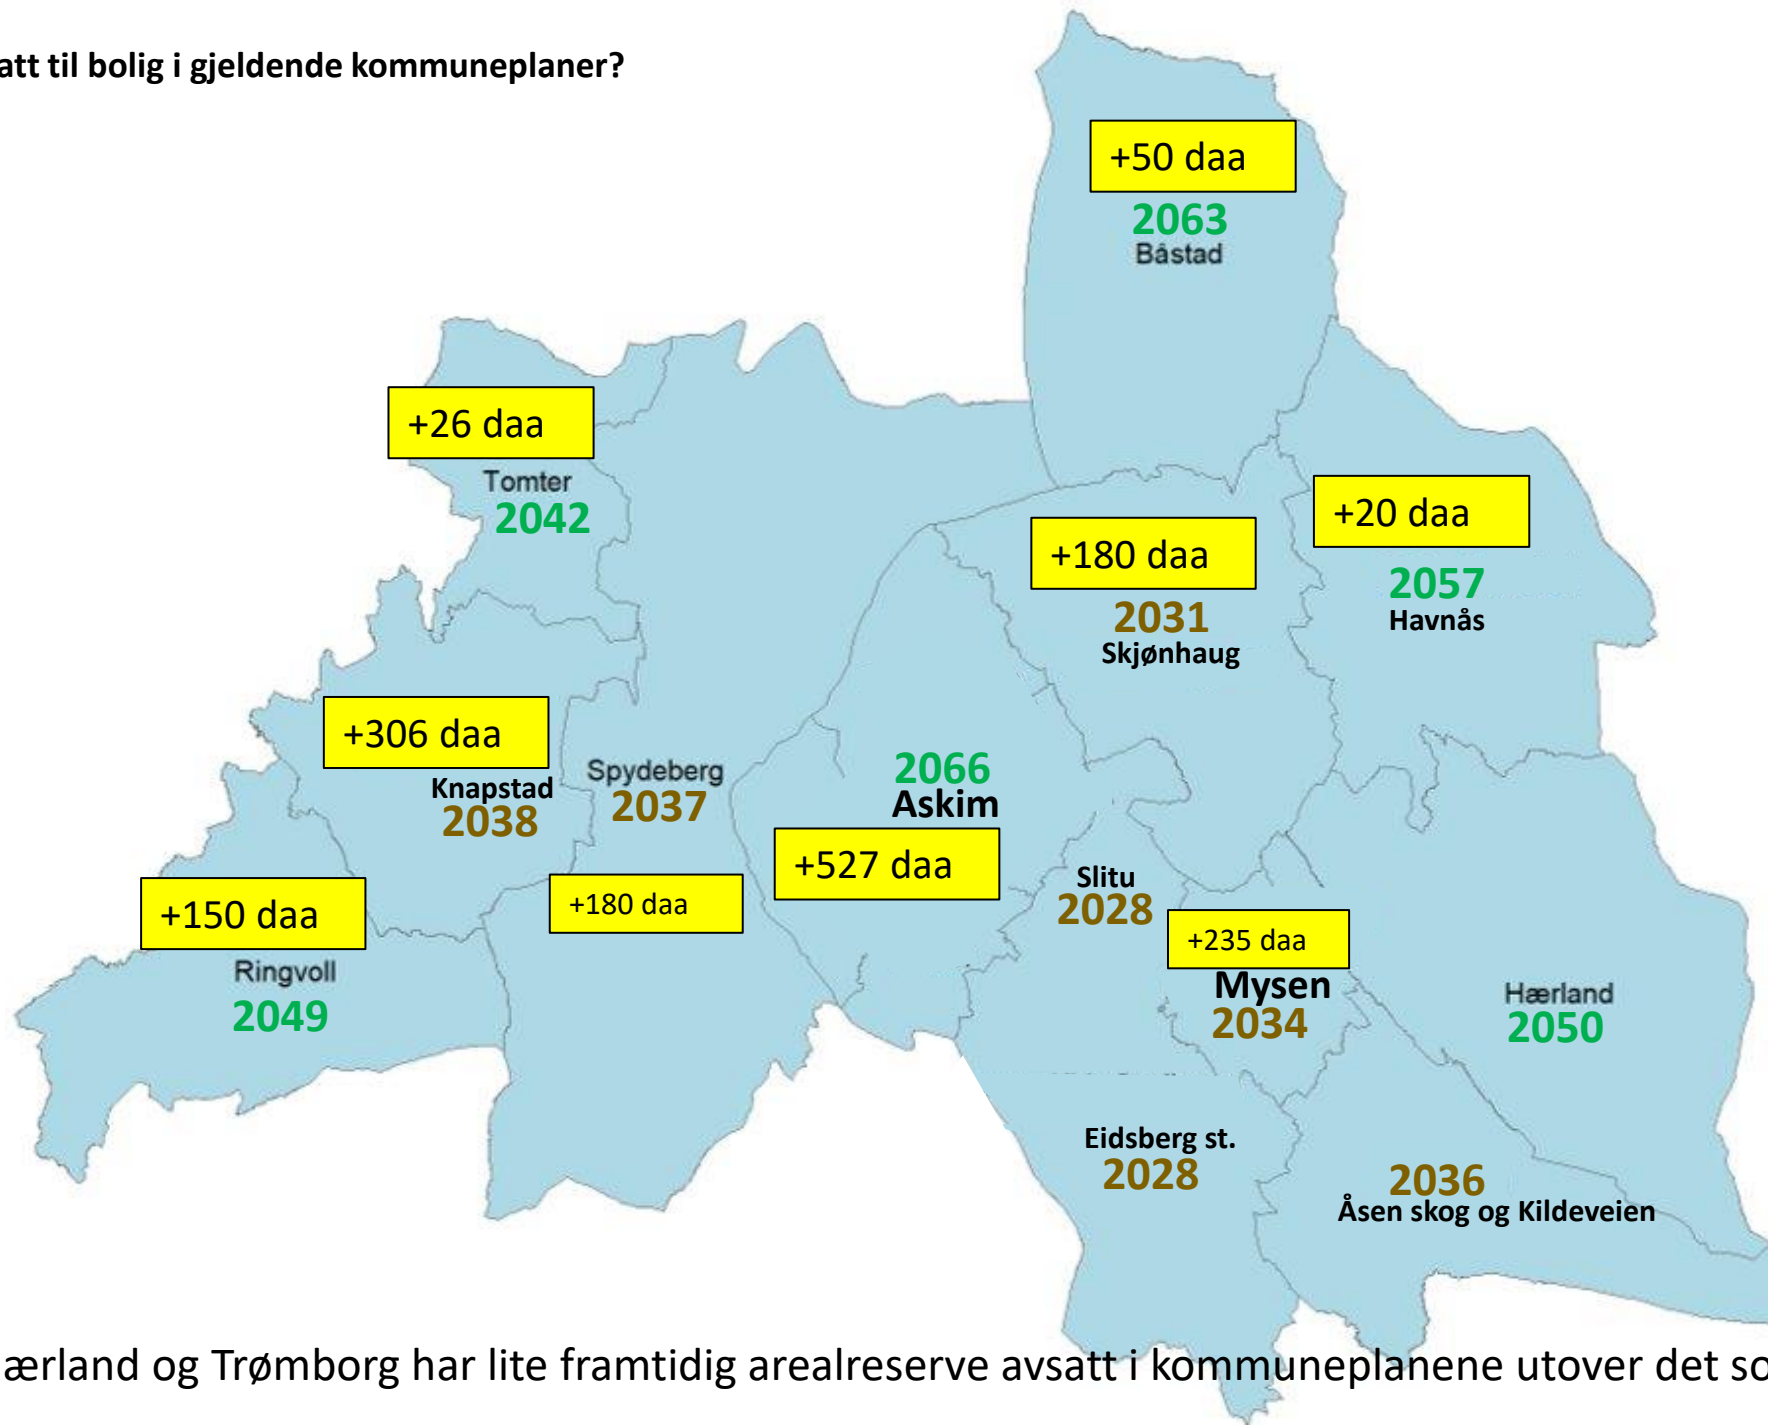 att til bolig i gjeldende kommuneplaner?
+50 daa
2063
Båstad
+26 daa
Tomter
2042
+20 daa
2057
Havnås
+180 daa
2031
Skjønhaug
+306 daa
Knapstad
2038
Spydeberg
2037
+180 daa
2066
Askim
+527 daa
Slitu
2028
+150 daa
Ringvoll
2049
+235 daa
Mysen
2034
Hærland
2050
Eidsberg st.
2028
2036
Åsen skog og Kildeveien
ærland og Trømborg har lite framtidig arealreserve avsatt i kommuneplanene utover det so